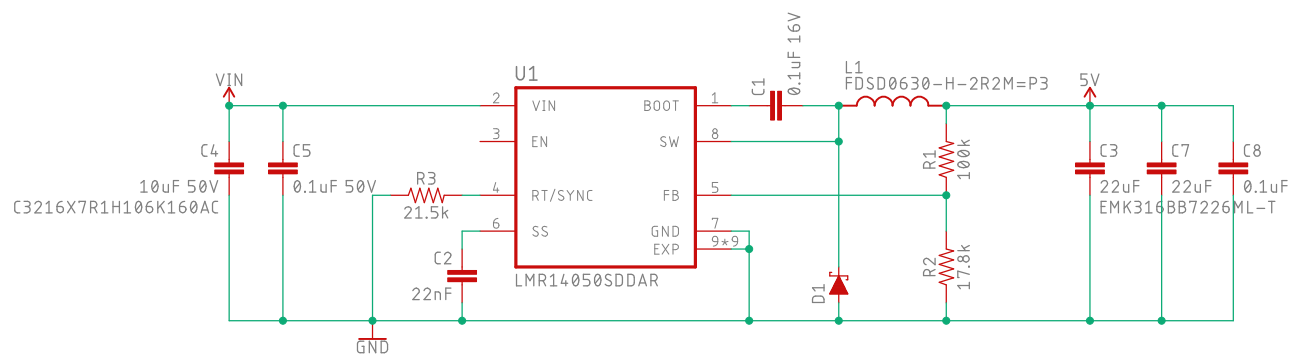 VIN
U1
C1
0.1uF 16V
L1
FDSD0630-H-2R2M=P3
5V
2
VIN
BOOT
1
3
EN
SW
8
C4
10uF 50V
C3216X7R1H106K160AC
C5
0.1uF 50V
R3
21.5k
4
RT/SYNC
FB
5
R1
100k
C3
22uF
C7
22uF
EMK316BB7226ML-T
C8
0.1uF
6
SS
GND
7
EXP
9*9
C2
22nF
LMR14050SDDAR
D1
R2
17.8k
GND